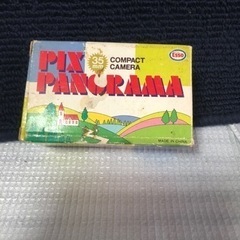 PIX
35
COMPACT
CAMERA
Esso
PANORAMA
MADE IN CHINA